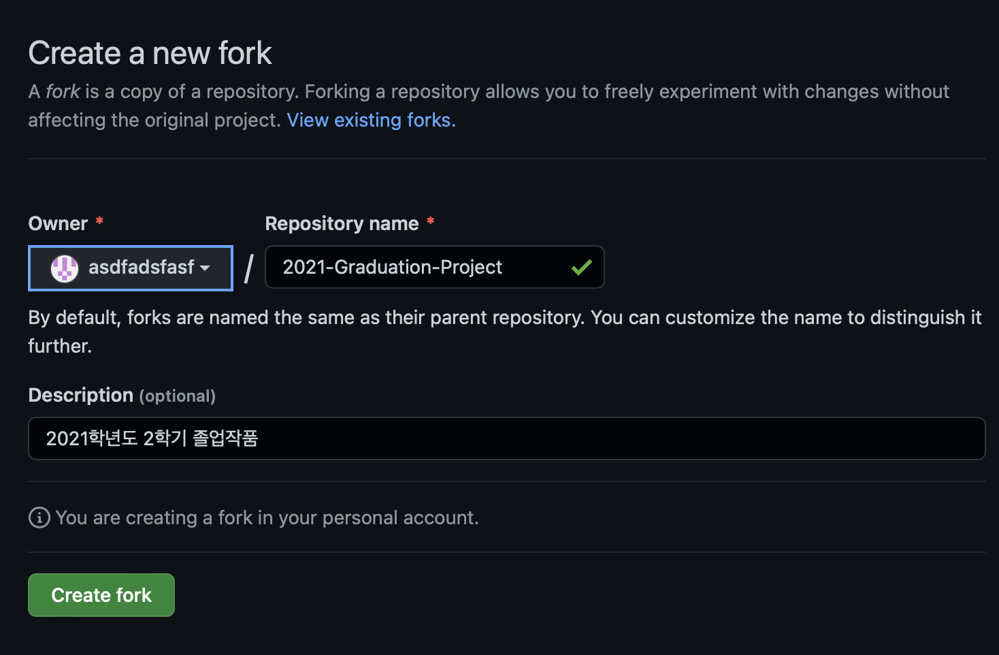 Create a new fork
A fork is a copy of a repository. Forking a repository allows you to freely experiment with changes without
affecting the original project. View existing forks.
Owner * Repository name *
asdfadsfasf / 2021-Graduation-Project
By default, forks are named the same as their parent repository. You can customize the name to distinguish it
further.
Description (optional)
2021학년도 2학기 졸업작품
You are creating a fork in your personal account.
Create fork